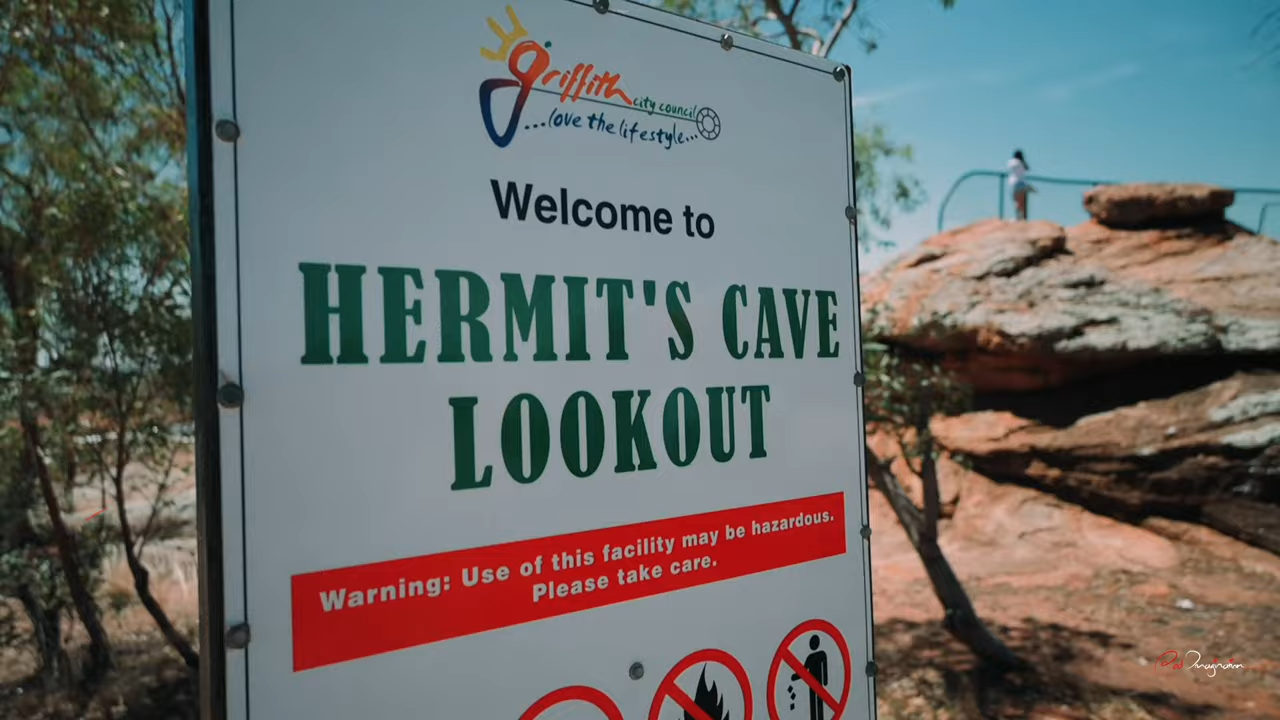 griffith
city council
...love the lifestyle...
Welcome to
HERMIT'S CAVE
LOOKOUT
Warning: Use of this facility may be hazardous.
Please take care.